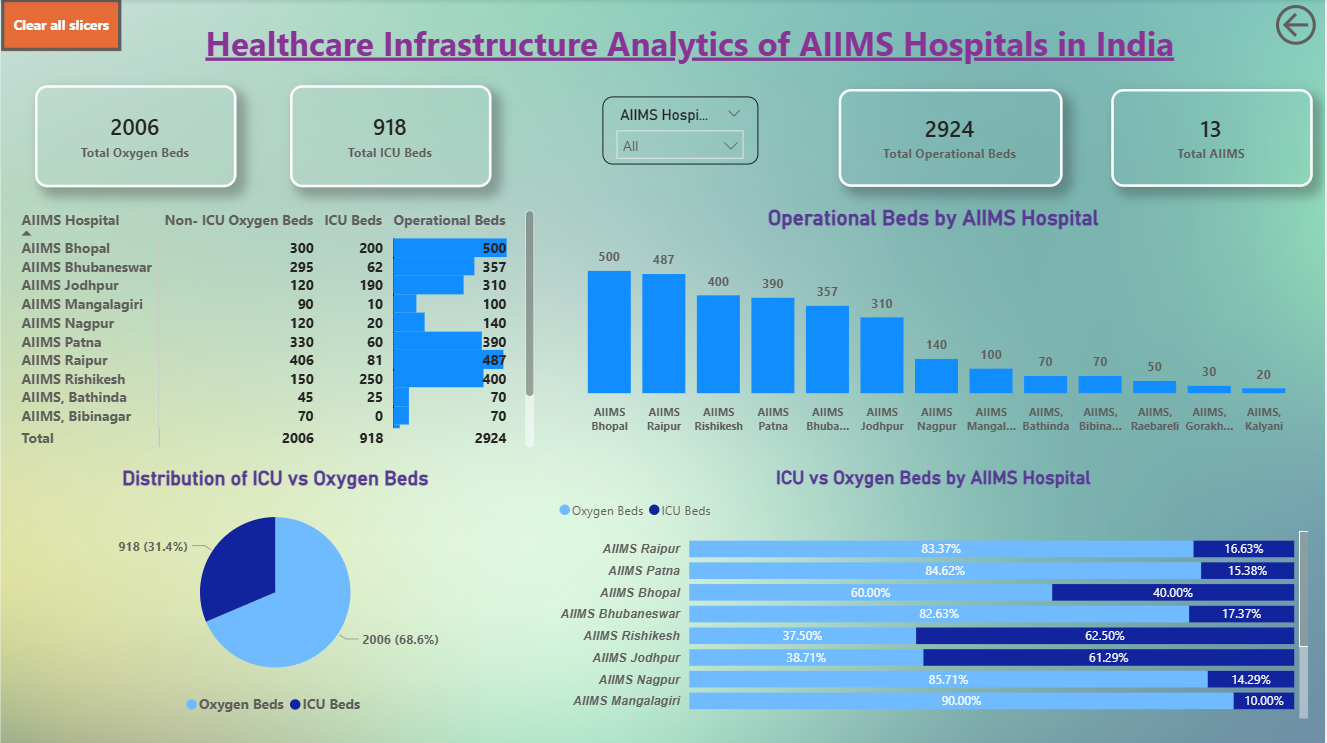 Clear all slicers
Healthcare Infrastructure Analytics of AIIMS Hospitals in India
2006
Total Oxygen Beds
918
Total ICU Beds
AIIMS Hospi...
All
2924
Total Operational Beds
13
Total AIIMS
AIIMS Hospital Non- ICU Oxygen Beds ICU Beds Operational Beds
AIIMS Bhopal 300 200 500
AIIMS Bhubaneswar 295 62 357
AIIMS Jodhpur 120 190 310
AIIMS Mangalagiri 90 10 100
AIIMS Nagpur 120 20 140
AIIMS Patna 330 60 390
AIIMS Raipur 406 81 487
AIIMS Rishikesh 150 250 400
AIIMS, Bathinda 45 25 70
AIIMS, Bibinagar 70 0 70
Total 2006 918 2924
Operational Beds by AIIMS Hospital
500 487 400 390 357 310 140 100 70 70 50 30 20
AIIMS AIIMS AIIMS AIIMS AIIMS AIIMS AIIMS AIIMS AIIMS, AIIMS, AIIMS, AIIMS, AIIMS,
Bhopal Raipur Rishikesh Patna Bhuba... Jodhpur Nagpur Mangal... Bathinda Bibina... Raebareli Gorakh... Kalyani
Distribution of ICU vs Oxygen Beds
918 (31.4%)
2006 (68.6%)
Oxygen Beds ICU Beds
ICU vs Oxygen Beds by AIIMS Hospital
Oxygen Beds ICU Beds
AIIMS Raipur 83.37% 16.63%
AIIMS Patna 84.62% 15.38%
AIIMS Bhopal 60.00% 40.00%
AIIMS Bhubaneswar 82.63% 17.37%
AIIMS Rishikesh 37.50% 62.50%
AIIMS Jodhpur 38.71% 61.29%
AIIMS Nagpur 85.71% 14.29%
AIIMS Mangalagiri 90.00% 10.00%